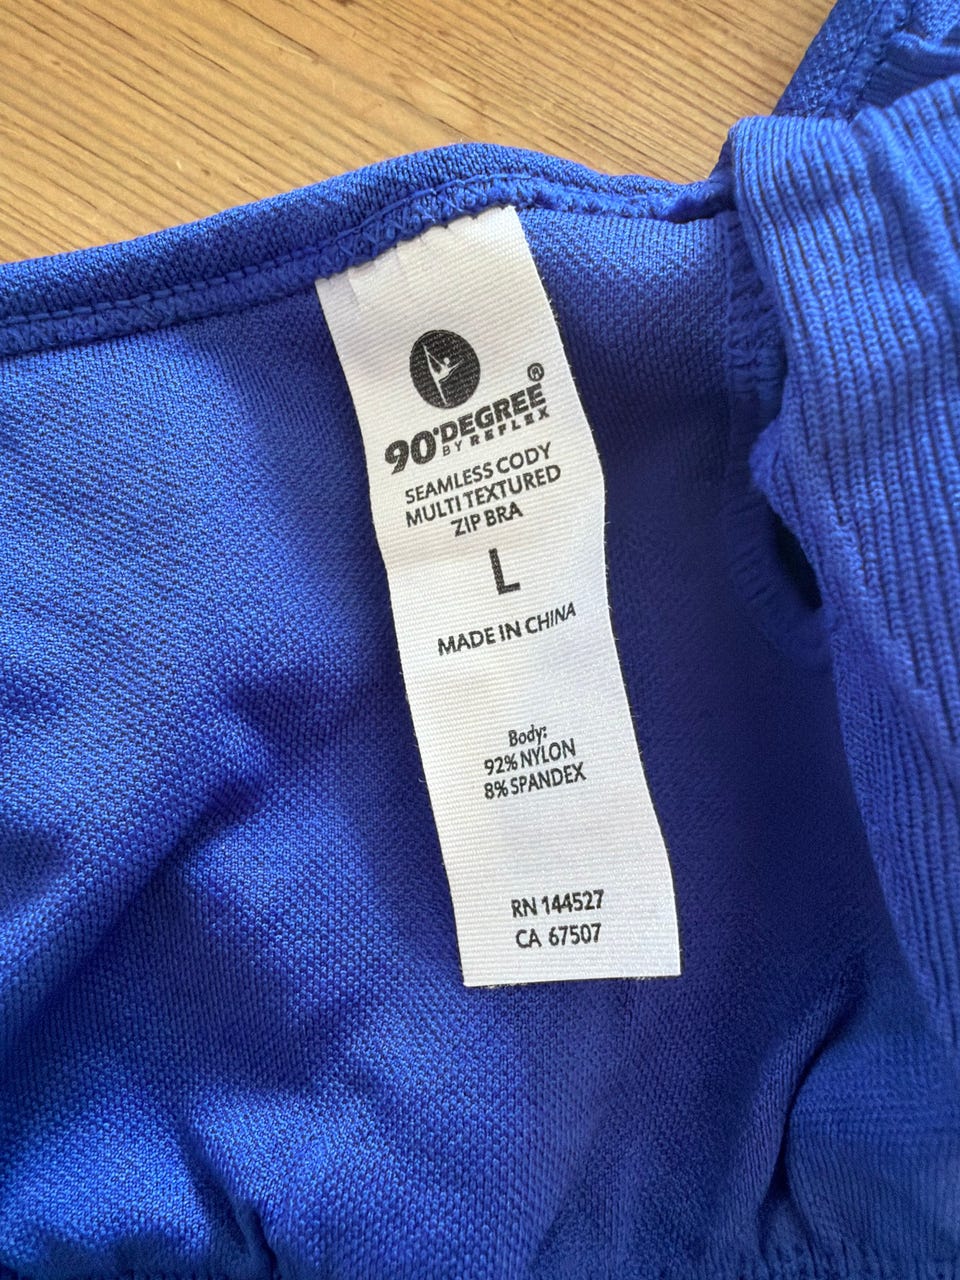 90°DEGREE®
BY REFLEX
SEAMLESS CODY
MULTI TEXTURED
ZIP BRA
L
MADE IN CHINA
Body:
92% NYLON
8% SPANDEX
RN 144527
CA 67507